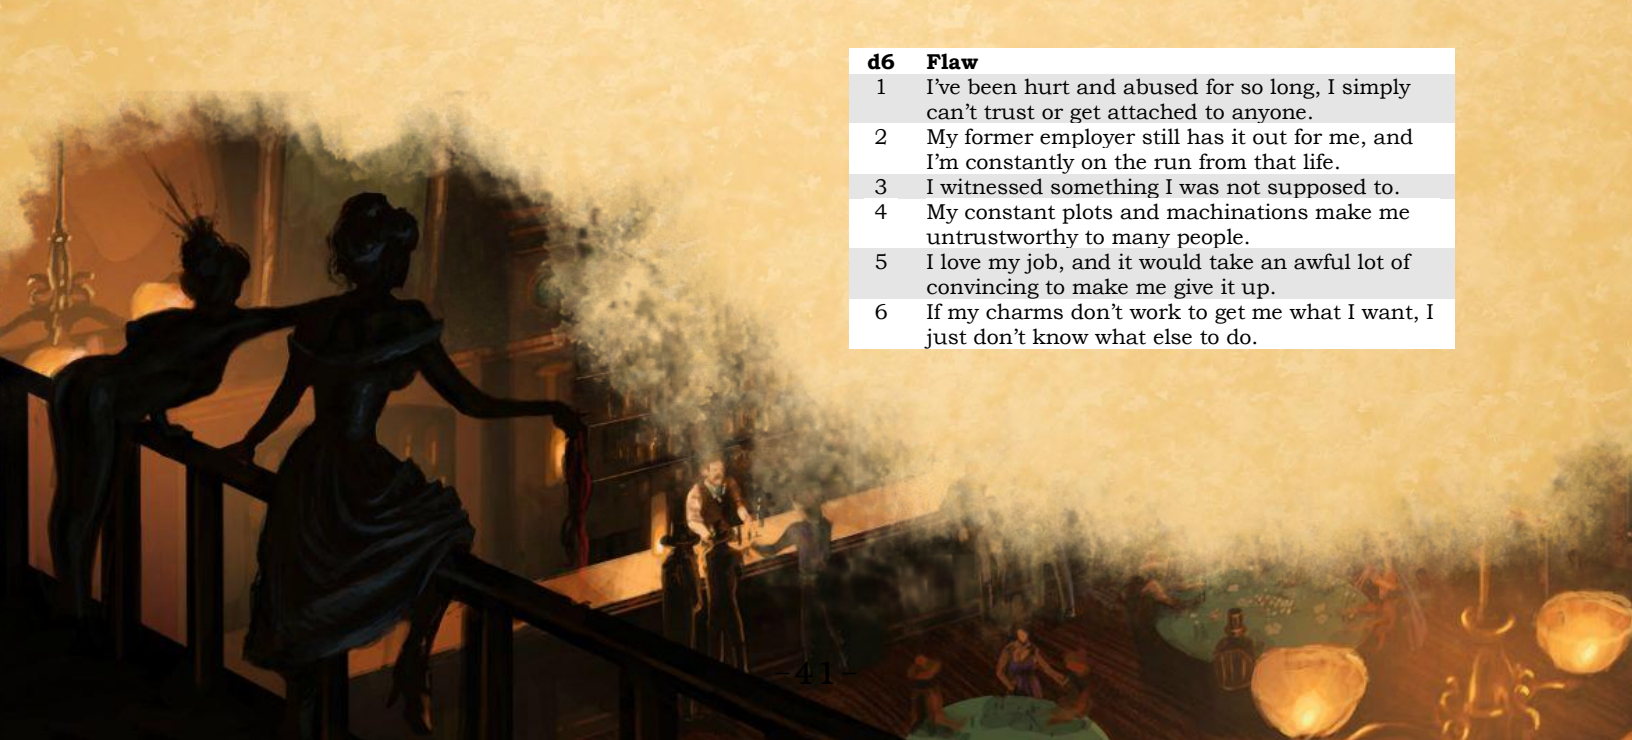 d6 Flaw
1 I’ve been hurt and abused for so long, I simply
can’t trust or get attached to anyone.
2 My former employer still has it out for me, and
I’m constantly on the run from that life.
3 I witnessed something I was not supposed to.
4 My constant plots and machinations make me
untrustworthy to many people.
5 I love my job, and it would take an awful lot of
convincing to make me give it up.
6 If my charms don’t work to get me what I want, I
just don’t know what else to do.
-41-